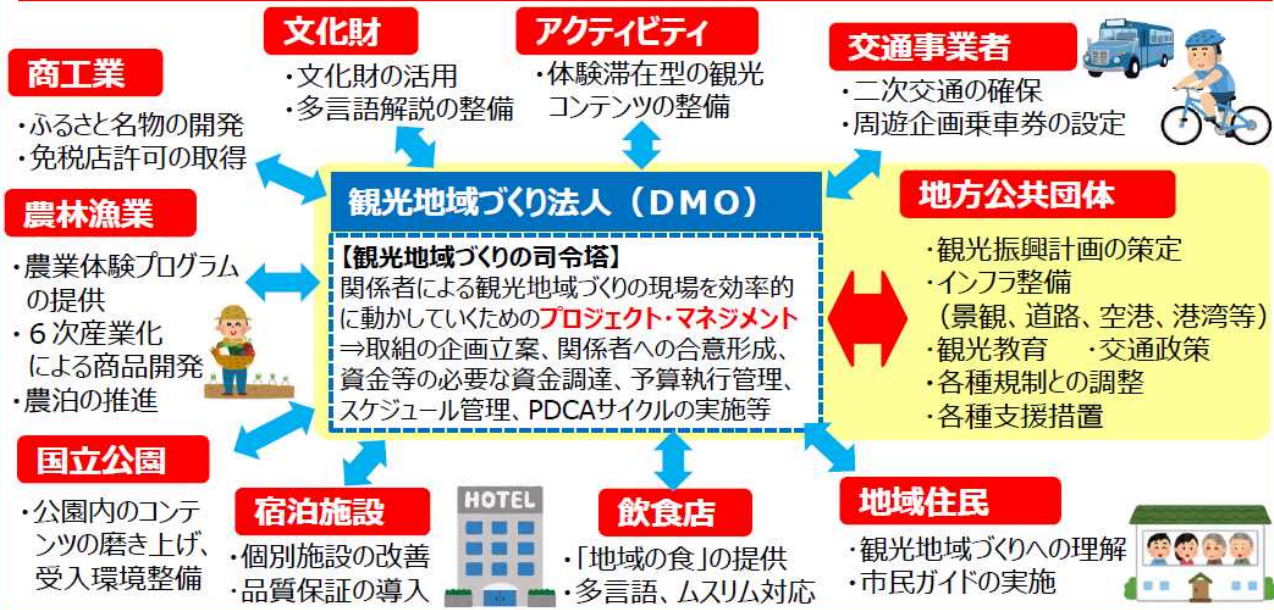 文化財
・文化財の活用
・多言語解説の整備
アクティビティ
・体験滞在型の観光
コンテンツの整備
交通事業者
・二次交通の確保
・周遊企画乗車券の設定
商工業
・ふるさと名物の開発
・免税店許可の取得
農林漁業
・農業体験プログラム
の提供
・6次産業化
による商品開発
・農泊の推進
観光地域づくり法人（DMO）
【観光地域づくりの司令塔】
関係者による観光地域づくりの現場を効率的
に動かしていくためのプロジェクト・マネジメント
⇒取組の企画立案、関係者への合意形成、
資金等の必要な資金調達、予算執行管理、
スケジュール管理、PDCAサイクルの実施等
地方公共団体
・観光振興計画の策定
・インフラ整備
（景観、道路、空港、港湾等）
・観光教育　・交通政策
・各種規制との調整
・各種支援措置
国立公園
・公園内のコンテ
ンツの磨き上げ、
受入環境整備
宿泊施設
・個別施設の改善
・品質保証の導入
HOTEL
飲食店
・「地域の食」の提供
・多言語、ムスリム対応
地域住民
・観光地域づくりへの理解
・市民ガイドの実施